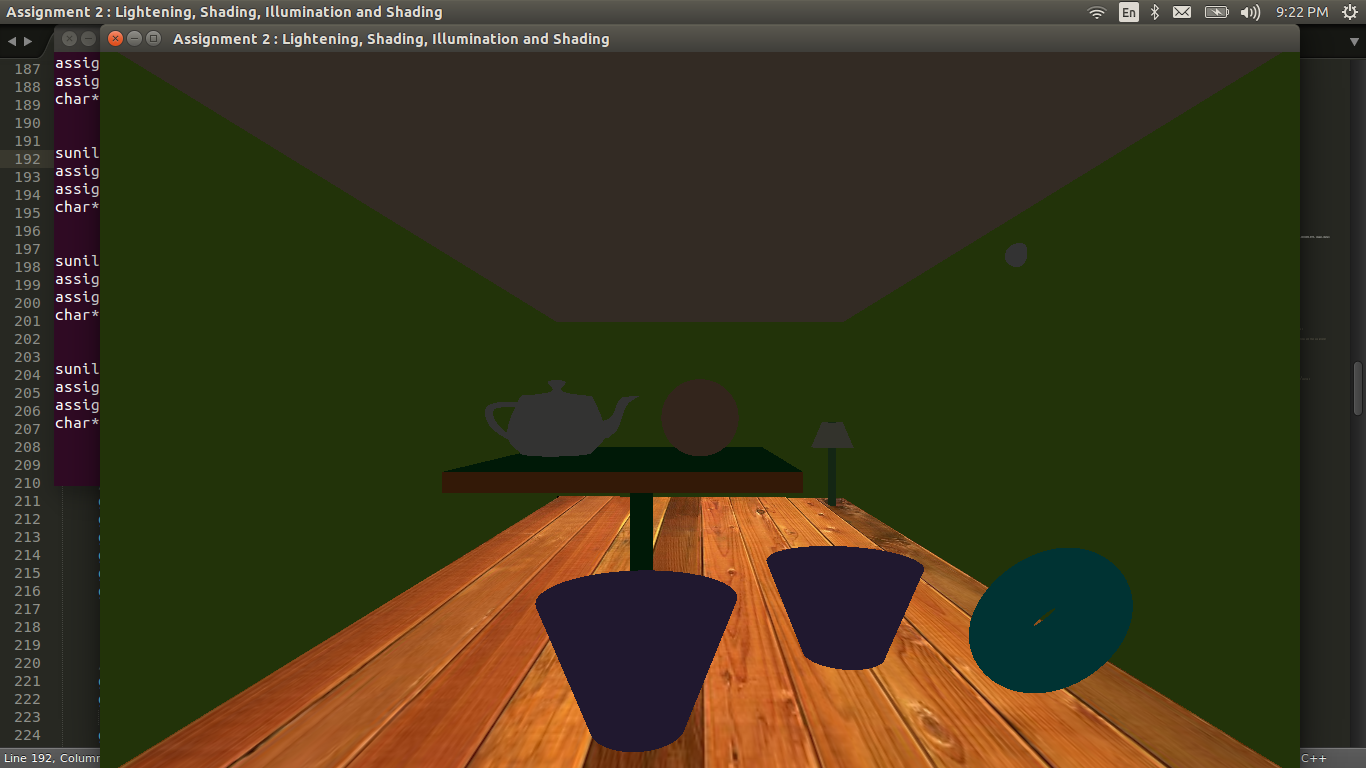 Assignment 2 : Lightening, Shading, Illumination and Shading
En
9:22 PM
Assignment 2 : Lightening, Shading, Illumination and Shading
187
188
189
190
191
192
193
194
195
196
197
198
199
200
201
202
203
204
205
206
207
208
209
210
211
212
213
214
215
216
217
218
219
220
221
222
223
224
assig
assig
char*
sunil
assig
assig
char*
sunil
assig
assig
char*
sunil
assig
assig
char*
Line 192, Colum
C++